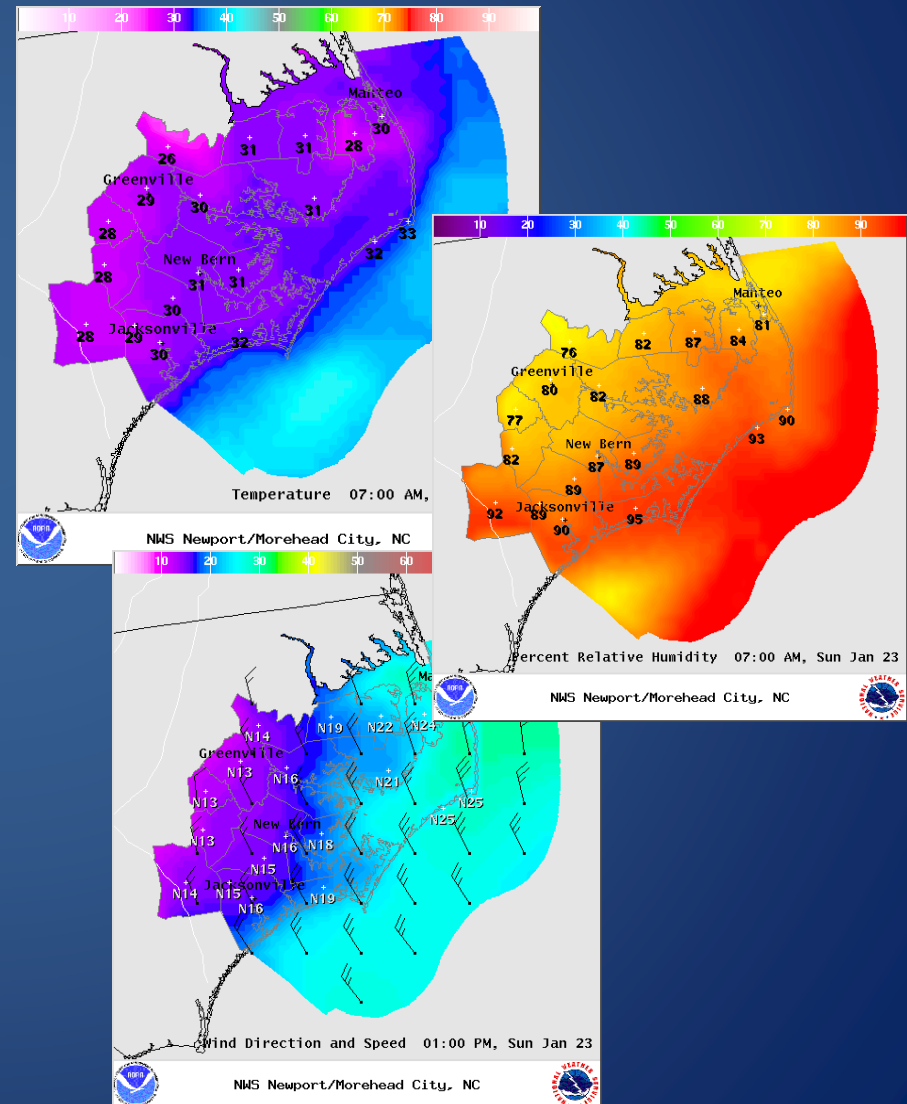 10 20 30 40 50 60 70 80 90
Manteo
30
31 31 28
26
Greenville
29 30 31
28 33
32
New Bern
28 31 31
30
28 Jacksonville 32
29 30
Temperature 07:00 AM,
NOAA
NWS Newport/Morehead City, NC
10 20 30 40 50 60 70 80 90
Manteo
81
82 87 84
76
Greenville
80 82 88
77 90
93
New Bern
82 87 89
89
92 Jacksonville 95
89 90
Percent Relative Humidity 07:00 AM, Sun Jan 23
NWS Newport/Morehead City, NC
NATIONAL WEATHER SERVICE
10 20 30 40 50 60
Ma
N14 N19 N22 N24
Greenville
N13 N16 N21
N13 N25
N25
New Bern
N13 N16 N18
N15
N14 N15 Jacksonville N19
N16
Wind Direction and Speed 01:00 PM, Sun Jan 23
NWS Newport/Morehead City, NC